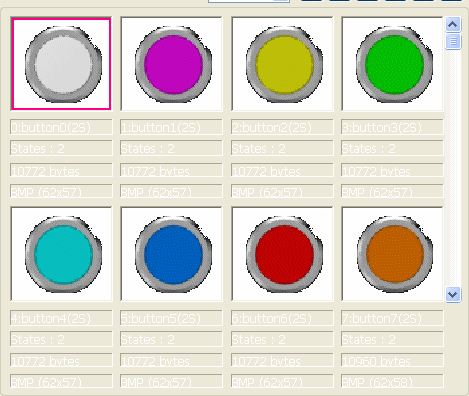 0:button0(2S)
States : 2
10772 bytes
BMP (62x57)
1:button1(2S)
States : 2
10772 bytes
BMP (62x57)
2:button2(2S)
States : 2
10772 bytes
BMP (62x57)
3:button3(2S)
States : 2
10772 bytes
BMP (62x57)
4:button4(2S)
States : 2
10772 bytes
BMP (62x57)
5:button5(2S)
States : 2
10772 bytes
BMP (62x57)
6:button6(2S)
States : 2
10772 bytes
BMP (62x57)
7:button7(2S)
States : 2
10960 bytes
BMP (62x58)